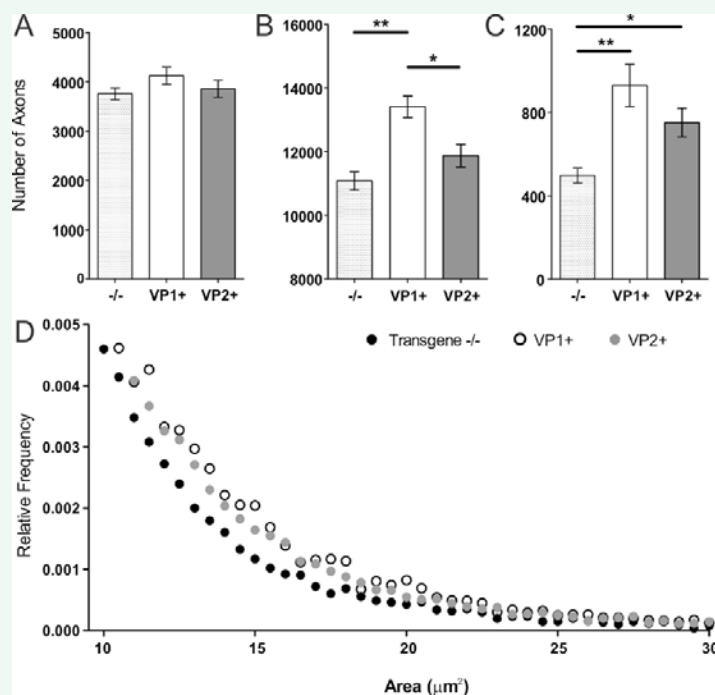 A
B
C
Number of Axons
5000
4000
3000
2000
1000
0
-/-
VP1+
VP2+
**
*
14000
12000
10000
8000
-/-
VP1+
VP2+
*
**
1200
800
400
0
-/-
VP1+
VP2+
D
Transgene -/-
VP1+
VP2+
Relative Frequency
0.005
0.004
0.003
0.002
0.001
0.000
10
15
20
25
30
Area (μm²)